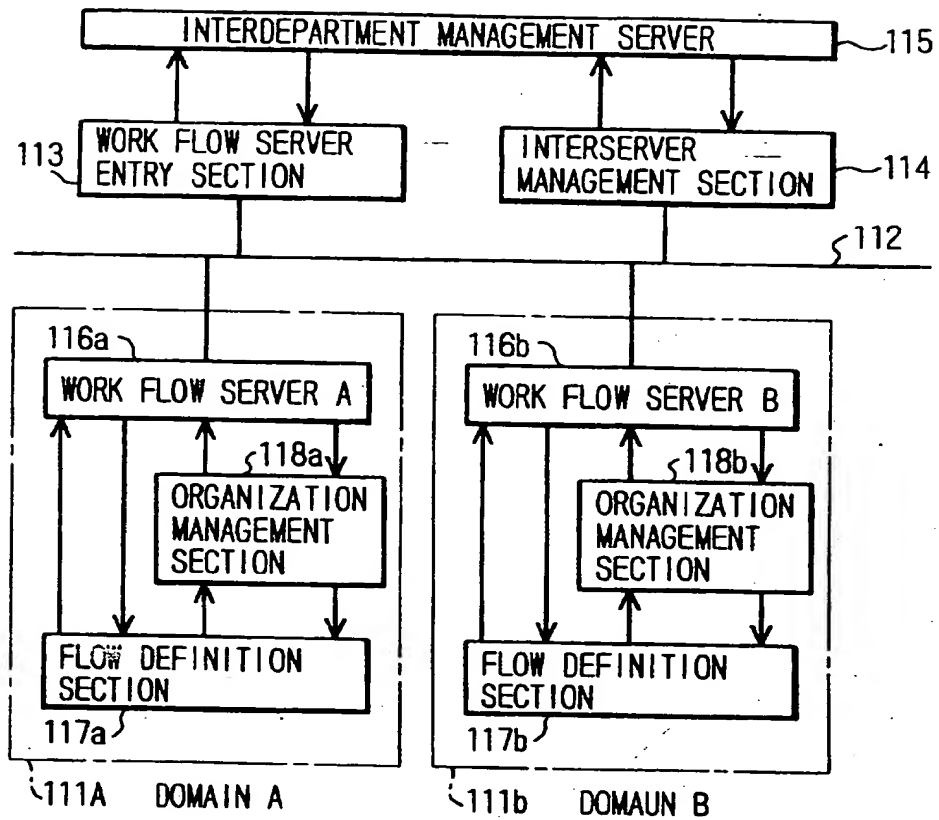 INTERDEPARTMENT MANAGEMENT SERVER
115
113
WORK FLOW SERVER
ENTRY SECTION
INTERSERVER
MANAGEMENT SECTION
114
112
116a
WORK FLOW SERVER A
118a
ORGANIZATION
MANAGEMENT
SECTION
FLOW DEFINITION
SECTION
117a
111A
DOMAIN A
116b
WORK FLOW SERVER B
118b
ORGANIZATION
MANAGEMENT
SECTION
FLOW DEFINITION
SECTION
117b
111b
DOMAUN B